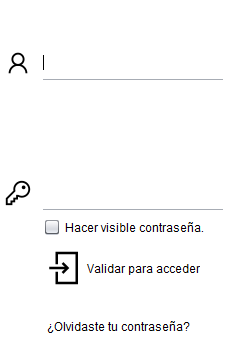 Hacer visible contraseña.
Validar para acceder
¿Olvidaste tu contraseña?